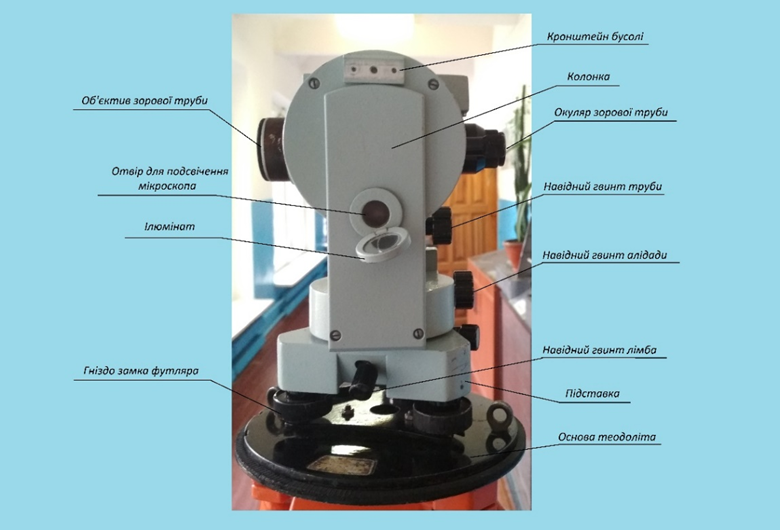 Кронштейн бусолі
Колонка
Об'єктив зорової труби
Окуляр зорової труби
Отвір для подсвічення
мікроскопа
Навідний гвинт труби
Ілюмінат
Навідний гвинт алідади
Навідний гвинт лімба
Гніздо замка футляра
Підставка
Основа теодоліта